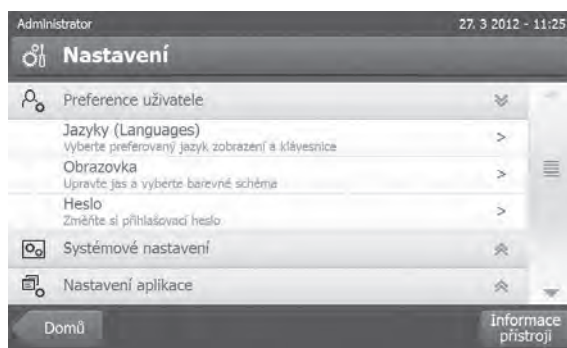 Administrator
27. 3 2012 - 11:25
Nastavení
Preference uživatele
Jazyky (Languages)
Vyberte preferovaný jazyk zobrazení a klávesnice
>
Obrazovka
Upravte jas a vyberte barevné schéma
>
Heslo
Změňte si přihlašovací heslo
>
Systémové nastavení
Nastavení aplikace
Domů
Informace
přístroji